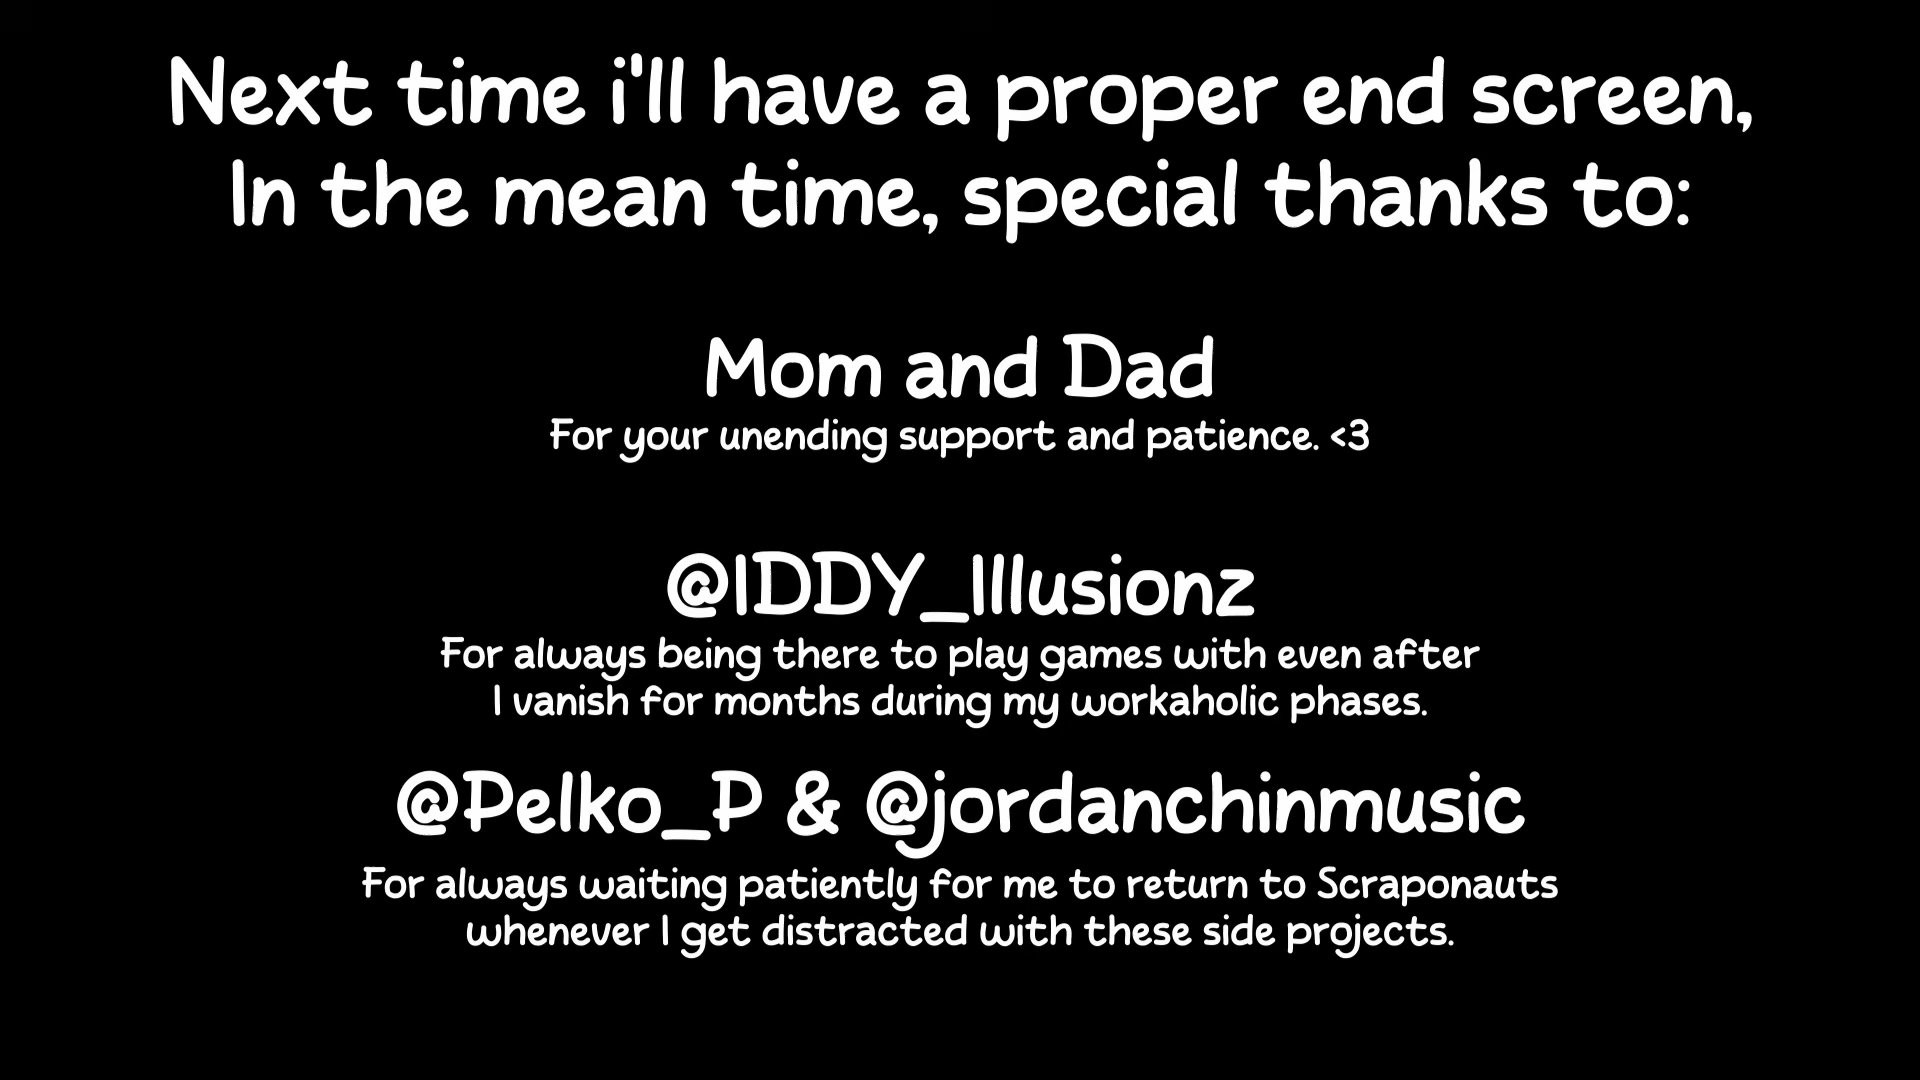 Next time i'll have a proper end screen,
In the mean time, special thanks to:
Mom and Dad
For your unending support and patience. <3
@IDDY_Illusionz
For always being there to play games with even after
I vanish for months during my workaholic phases.
@Pelko_P & @jordanchinmusic
For always waiting patiently for me to return to Scraponauts
whenever I get distracted with these side projects.